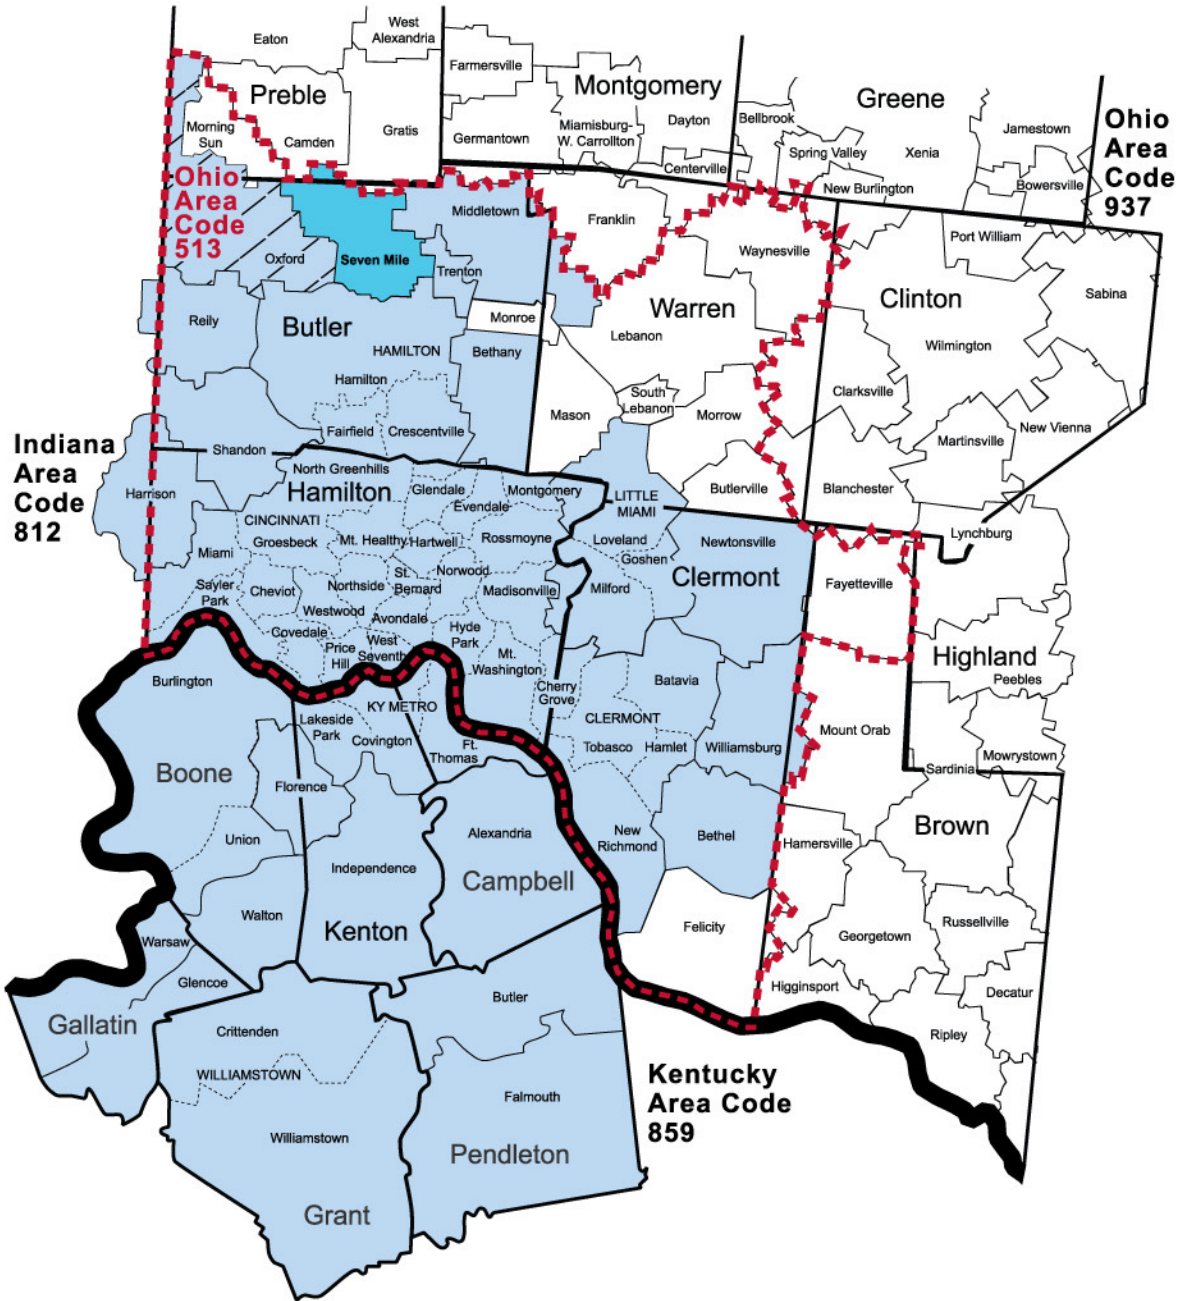 Eaton
West
Alexandria
Farmersville
Montgomery
Greene
Preble
Morning
Sun
Camden
Gratis
Germantown
Miamisburg-
W. Carrollton
Dayton
Centerville
Bellbrook
Spring Valley
Xenia
Jamestown
Bowersville
New Burlington
Ohio
Area
Code
937
Ohio
Area
Code
513
Middletown
Franklin
Waynesville
Port William
Oxford
Seven Mile
Trenton
Sabina
Clinton
Warren
Reily
Butler
Monroe
Lebanon
Wilmington
HAMILTON
Bethany
Hamilton
Clarksville
South
Lebanon
Mason
Morrow
Fairfield
Crescentville
Martinsville
New Vienna
Indiana
Area
Code
812
Shandon
North Greenhills
Hamilton
Glendale
Montgomery
Harrison
Evendale
LITTLE
MIAMI
Butlerville
Blanchester
CINCINNATI
Groesbeck
Mt. Healthy
Hartwell
Rossmoyne
Loveland
Goshen
Newtonsville
Lynchburg
Miami
Sayler
Park
Cheviot
Northside
St.
Bernard
Norwood
Madisonville
Milford
Clermont
Fayetteville
Westwood
Avondale
Covedale
Price
Hill
West
Seventh
Hyde
Park
Mt.
Washington
Highland
Peebles
Burlington
Cherry
Grove
Batavia
KY METRO
Lakeside
Park
Covington
Ft.
Thomas
CLERMONT
Tobasco
Hamlet
Williamsburg
Mount Orab
Mowrystown
Sardinia
Boone
Florence
Union
Alexandria
New
Richmond
Bethel
Hamersville
Brown
Independence
Campbell
Walton
Kenton
Felicity
Georgetown
Russellville
Warsaw
Glencoe
Higginsport
Decatur
Gallatin
Crittenden
Butler
Ripley
WILLIAMSTOWN
Kentucky
Area Code
859
Falmouth
Williamstown
Pendleton
Grant